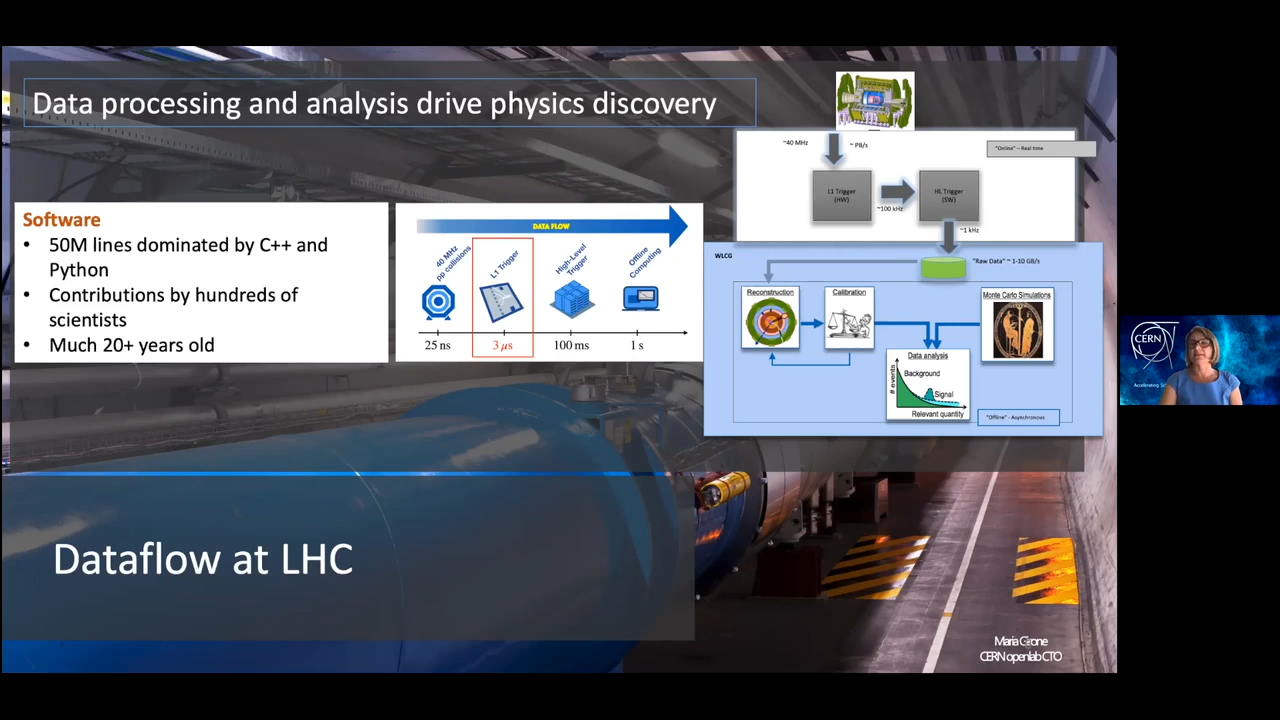 Data processing and analysis drive physics discovery
Software
• 50M lines dominated by C++ and
Python
• Contributions by hundreds of
scientists
• Much 20+ years old
DATA FLOW
40 MHz
pp collisions
L1 Trigger
High-Level
Trigger
Offline
Computing
25 ns
3 μs
100 ms
1 s
~40 MHz
~ PB/s
"Online" – Real time
L1 Trigger
(HW)
~100 kHz
HL Trigger
(SW)
~1 kHz
WLCG
"Raw Data" ~ 1-10 GB/s
Reconstruction
Calibration
Monte Carlo Simulations
Data analysis
# events
Background
Signal
Relevant quantity
"Offline" - Asynchronous
CERN
Accelerating
Dataflow at LHC
Maria Girone
CERN openlab CTO